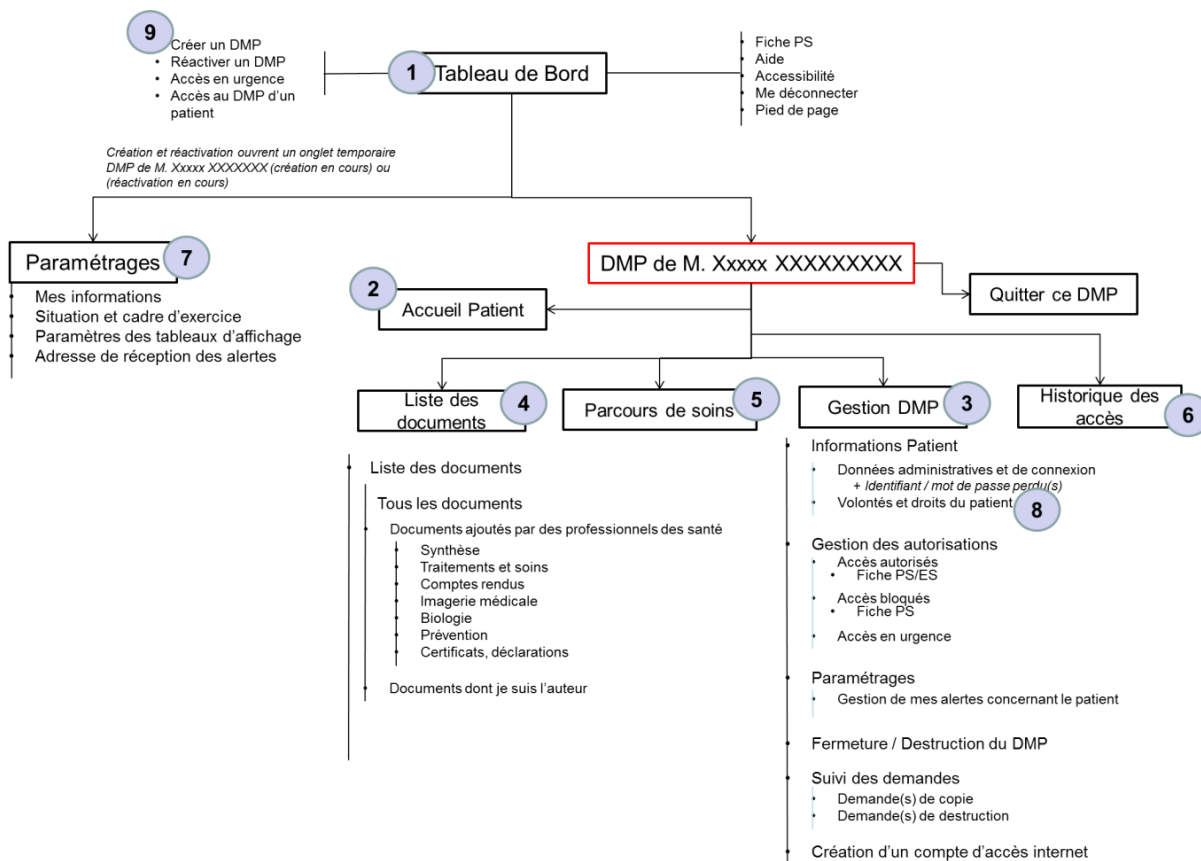 9
Créer un DMP
• Réactiver un DMP
• Accès en urgence
• Accès au DMP d'un
patient
1
Tableau de Bord
• Fiche PS
• Aide
• Accessibilité
• Me déconnecter
• Pied de page
Création et réactivation ouvrent un onglet temporaire
DMP de M. Xxxxx XXXXXXX (création en cours) ou
(réactivation en cours)
Paramétrages
7
• Mes informations
• Situation et cadre d'exercice
• Paramètres des tableaux d'affichage
• Adresse de réception des alertes
DMP de M. Xxxxx XXXXXXXXX
Quitter ce DMP
2
Accueil Patient
Liste des
documents
4
Parcours de soins
5
Gestion DMP
3
Historique des
accès
6
• Liste des documents
Tous les documents
• Documents ajoutés par des professionnels des santé
• Synthèse
• Traitements et soins
• Comptes rendus
• Imagerie médicale
• Biologie
• Prévention
• Certificats, déclarations
• Documents dont je suis l'auteur
• Informations Patient
• Données administratives et de connexion
+ Identifiant / mot de passe perdu(s)
• Volontés et droits du patient
8
• Gestion des autorisations
• Accès autorisés
• Fiche PS/ES
• Accès bloqués
• Fiche PS
• Accès en urgence
• Paramétrages
• Gestion de mes alertes concernant le patient
• Fermeture / Destruction du DMP
• Suivi des demandes
• Demande(s) de copie
• Demande(s) de destruction
• Création d'un compte d'accès internet